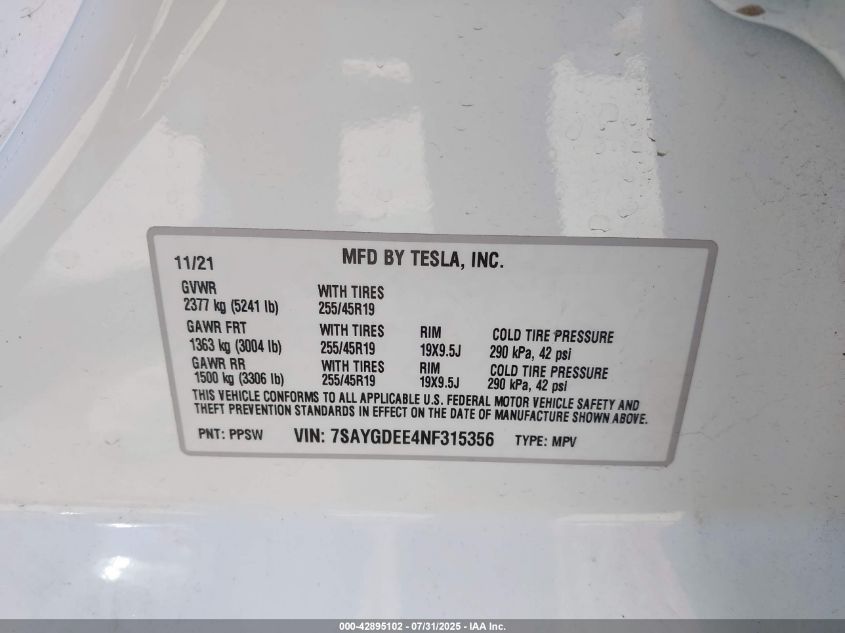 11/21 MFD BY TESLA, INC.
GVWR WITH TIRES
2377 kg (5241 lb) 255/45R19
GAWR FRT WITH TIRES RIM COLD TIRE PRESSURE
1363 kg (3004 lb) 255/45R19 19X9.5J 290 kPa, 42 psi
GAWR RR WITH TIRES RIM COLD TIRE PRESSURE
1500 kg (3306 lb) 255/45R19 19X9.5J 290 kPa, 42 psi
THIS VEHICLE CONFORMS TO ALL APPLICABLE U.S. FEDERAL MOTOR VEHICLE SAFETY AND
THEFT PREVENTION STANDARDS IN EFFECT ON THE DATE OF MANUFACTURE SHOWN ABOVE.
PNT: PPSW VIN: 7SAYGDEE4NF315356 TYPE: MPV
000-42895102 - 07/31/2025 - IAA Inc.